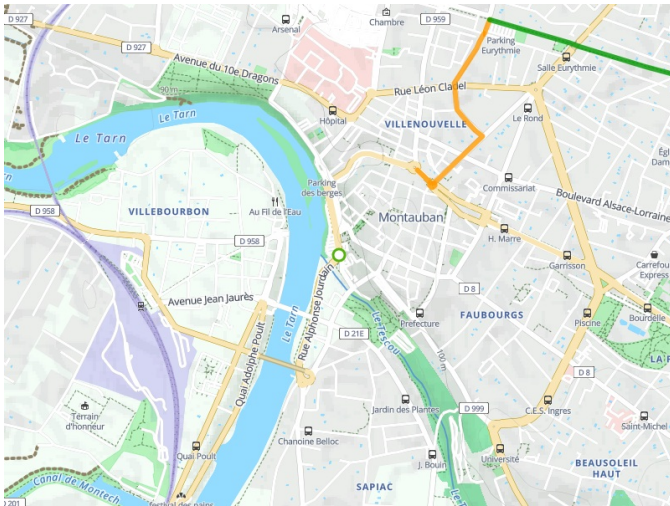 D 927
Arsenal
Chambre
D 959
D 927
Parking
Eurythmie
Avenue du 10e Dragons
Salle Eurythmie
90 m
Rue Léon Cladel
Le Tarn
Hôpital
VILLENOUVELLE
Le Rond
Le Tarn
Commissariat
Parking
des berges
Boulevard Alsace-Lorraine
VILLEBOURBON
Au Fil de l'Eau
Montauban
D 958
D 958
H. Marre
Garrisson
Carrefou
Express
Avenue Jean Jaurès
D 8
Le Tarn
Rue Alphonse Jourdain
Le Tescou
Prefecture
FAUBOURGS
Piscine
Bourdelle
D 21E
100 m
Quai Adolphe Poult
D 8
Terrain
d'honneur
Jardin des Plantes
D 999
C.E.S. Ingres
Saint-Michel
Chanoine Belloc
Quai Poult
J. Bouin
Université
BEAUSOLEIL
HAUT
Canal de Montech
SAPIAC
D 201